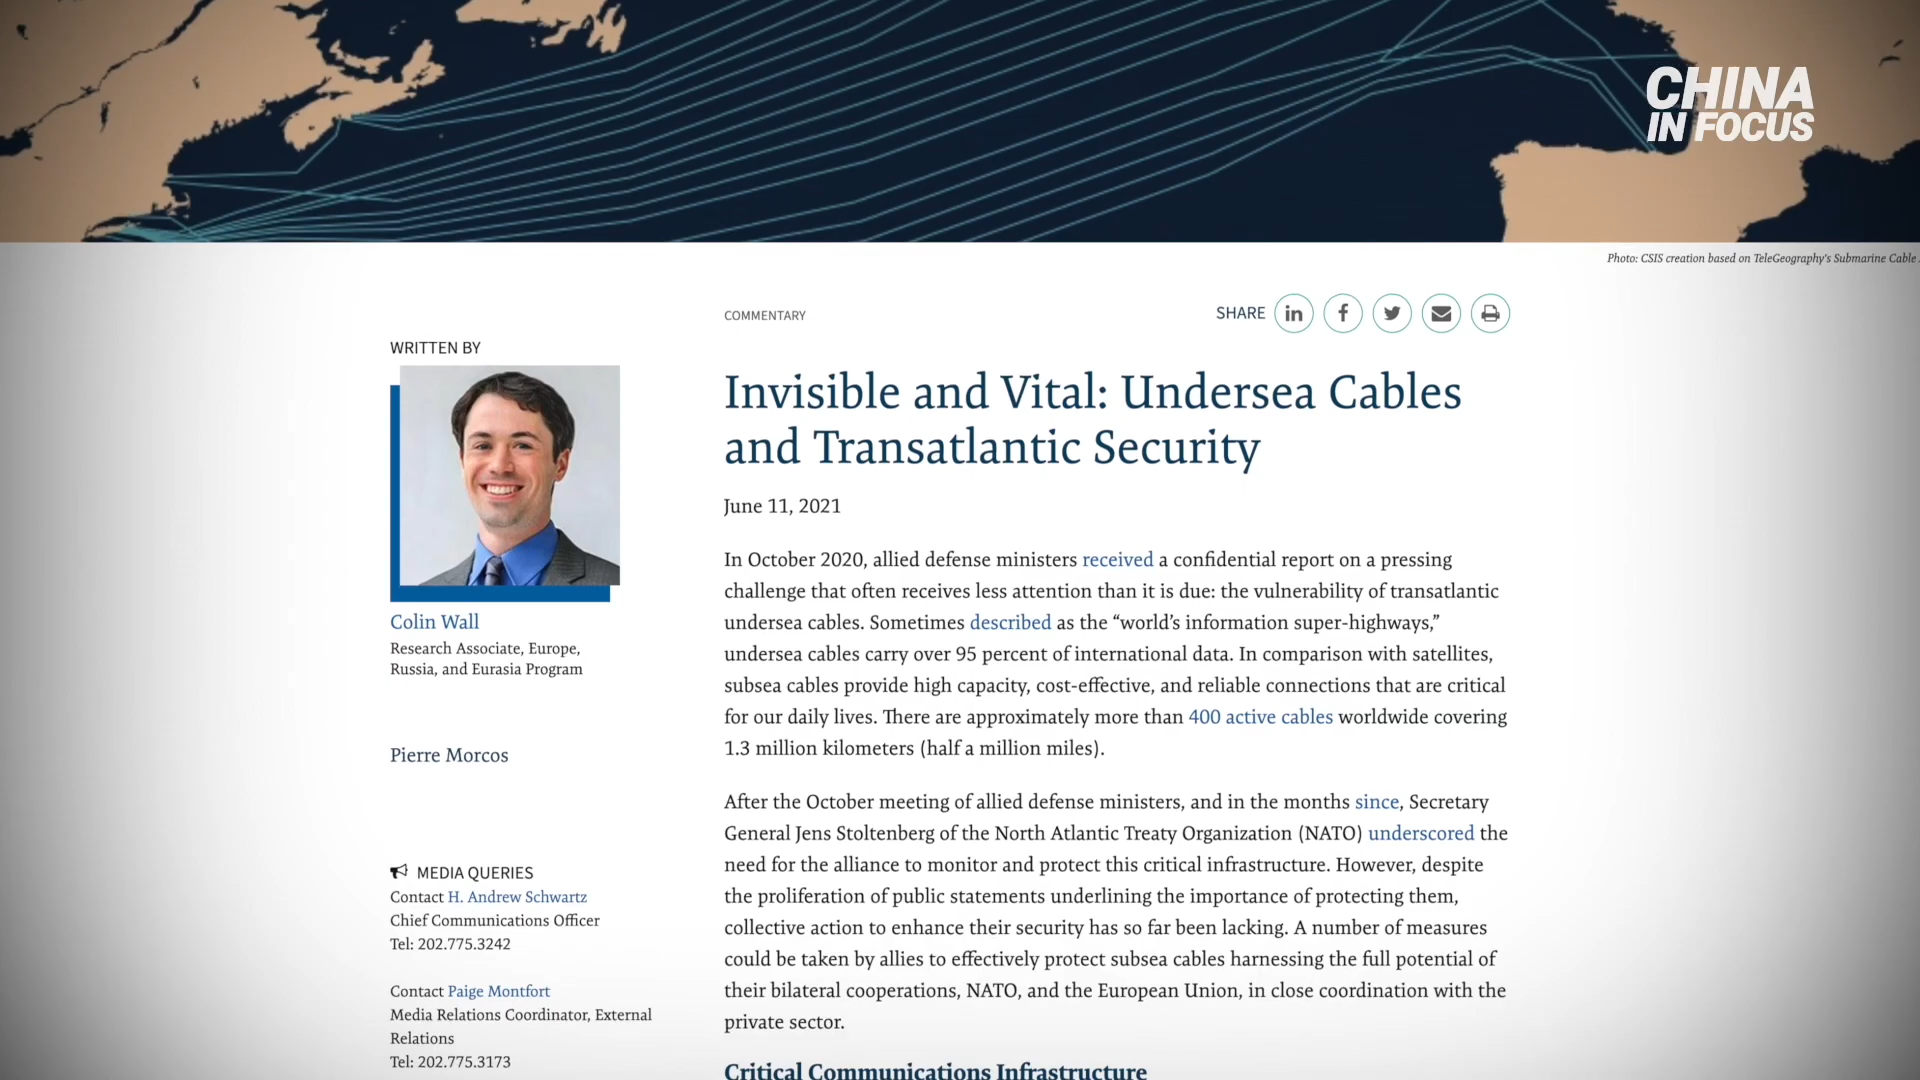 CHINA
IN FOCUS
Photo: CSIS creation based on TeleGeography's Submarine Cable
COMMENTARY
SHARE
WRITTEN BY
Invisible and Vital: Undersea Cables
and Transatlantic Security
June 11, 2021
In October 2020, allied defense ministers received a confidential report on a pressing
challenge that often receives less attention than it is due: the vulnerability of transatlantic
undersea cables. Sometimes described as the “world’s information super-highways,”
undersea cables carry over 95 percent of international data. In comparison with satellites,
subsea cables provide high capacity, cost-effective, and reliable connections that are critical
for our daily lives. There are approximately more than 400 active cables worldwide covering
1.3 million kilometers (half a million miles).
After the October meeting of allied defense ministers, and in the months since, Secretary
General Jens Stoltenberg of the North Atlantic Treaty Organization (NATO) underscored the
need for the alliance to monitor and protect this critical infrastructure. However, despite
the proliferation of public statements underlining the importance of protecting them,
collective action to enhance their security has so far been lacking. A number of measures
could be taken by allies to effectively protect subsea cables harnessing the full potential of
their bilateral cooperations, NATO, and the European Union, in close coordination with the
private sector.
Critical Communications Infrastructure
Colin Wall
Research Associate, Europe,
Russia, and Eurasia Program
Pierre Morcos
MEDIA QUERIES
Contact H. Andrew Schwartz
Chief Communications Officer
Tel: 202.775.3242
Contact Paige Montfort
Media Relations Coordinator, External
Relations
Tel: 202.775.3173